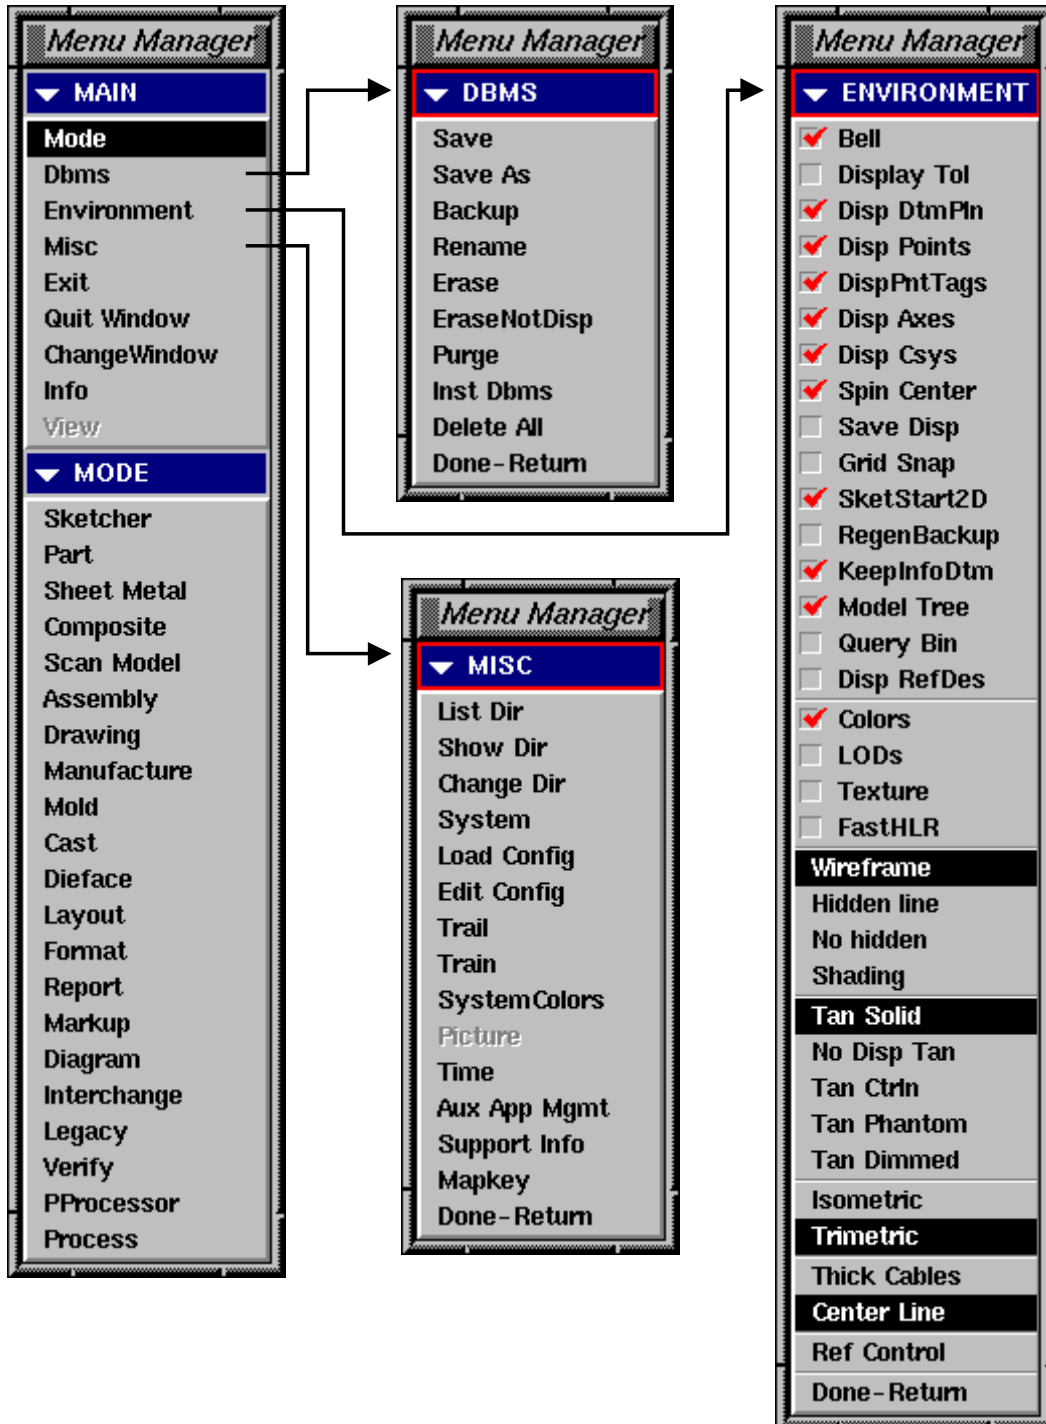 Menu Manager
MAIN
Mode
Dbms
Environment
Misc
Exit
Quit Window
ChangeWindow
Info
View
MODE
Sketcher
Part
Sheet Metal
Composite
Scan Model
Assembly
Drawing
Manufacture
Mold
Cast
Dieface
Layout
Format
Report
Markup
Diagram
Interchange
Legacy
Verify
PProcessor
Process
Menu Manager
DBMS
Save
Save As
Backup
Rename
Erase
EraseNotDisp
Purge
Inst Dbms
Delete All
Done-Return
Menu Manager
MISC
List Dir
Show Dir
Change Dir
System
Load Config
Edit Config
Trail
Train
SystemColors
Picture
Time
Aux App Mgmt
Support Info
Mapkey
Done-Return
Menu Manager
ENVIRONMENT
Bell
Display Tol
Disp DtmPln
Disp Points
DispPntTags
Disp Axes
Disp Csys
Spin Center
Save Disp
Grid Snap
SketStart2D
RegenBackup
KeepInfoDtm
Model Tree
Query Bin
Disp RefDes
Colors
LODs
Texture
FastHLR
Wireframe
Hidden line
No hidden
Shading
Tan Solid
No Disp Tan
Tan Ctrln
Tan Phantom
Tan Dimmed
Isometric
Trimetric
Thick Cables
Center Line
Ref Control
Done-Return